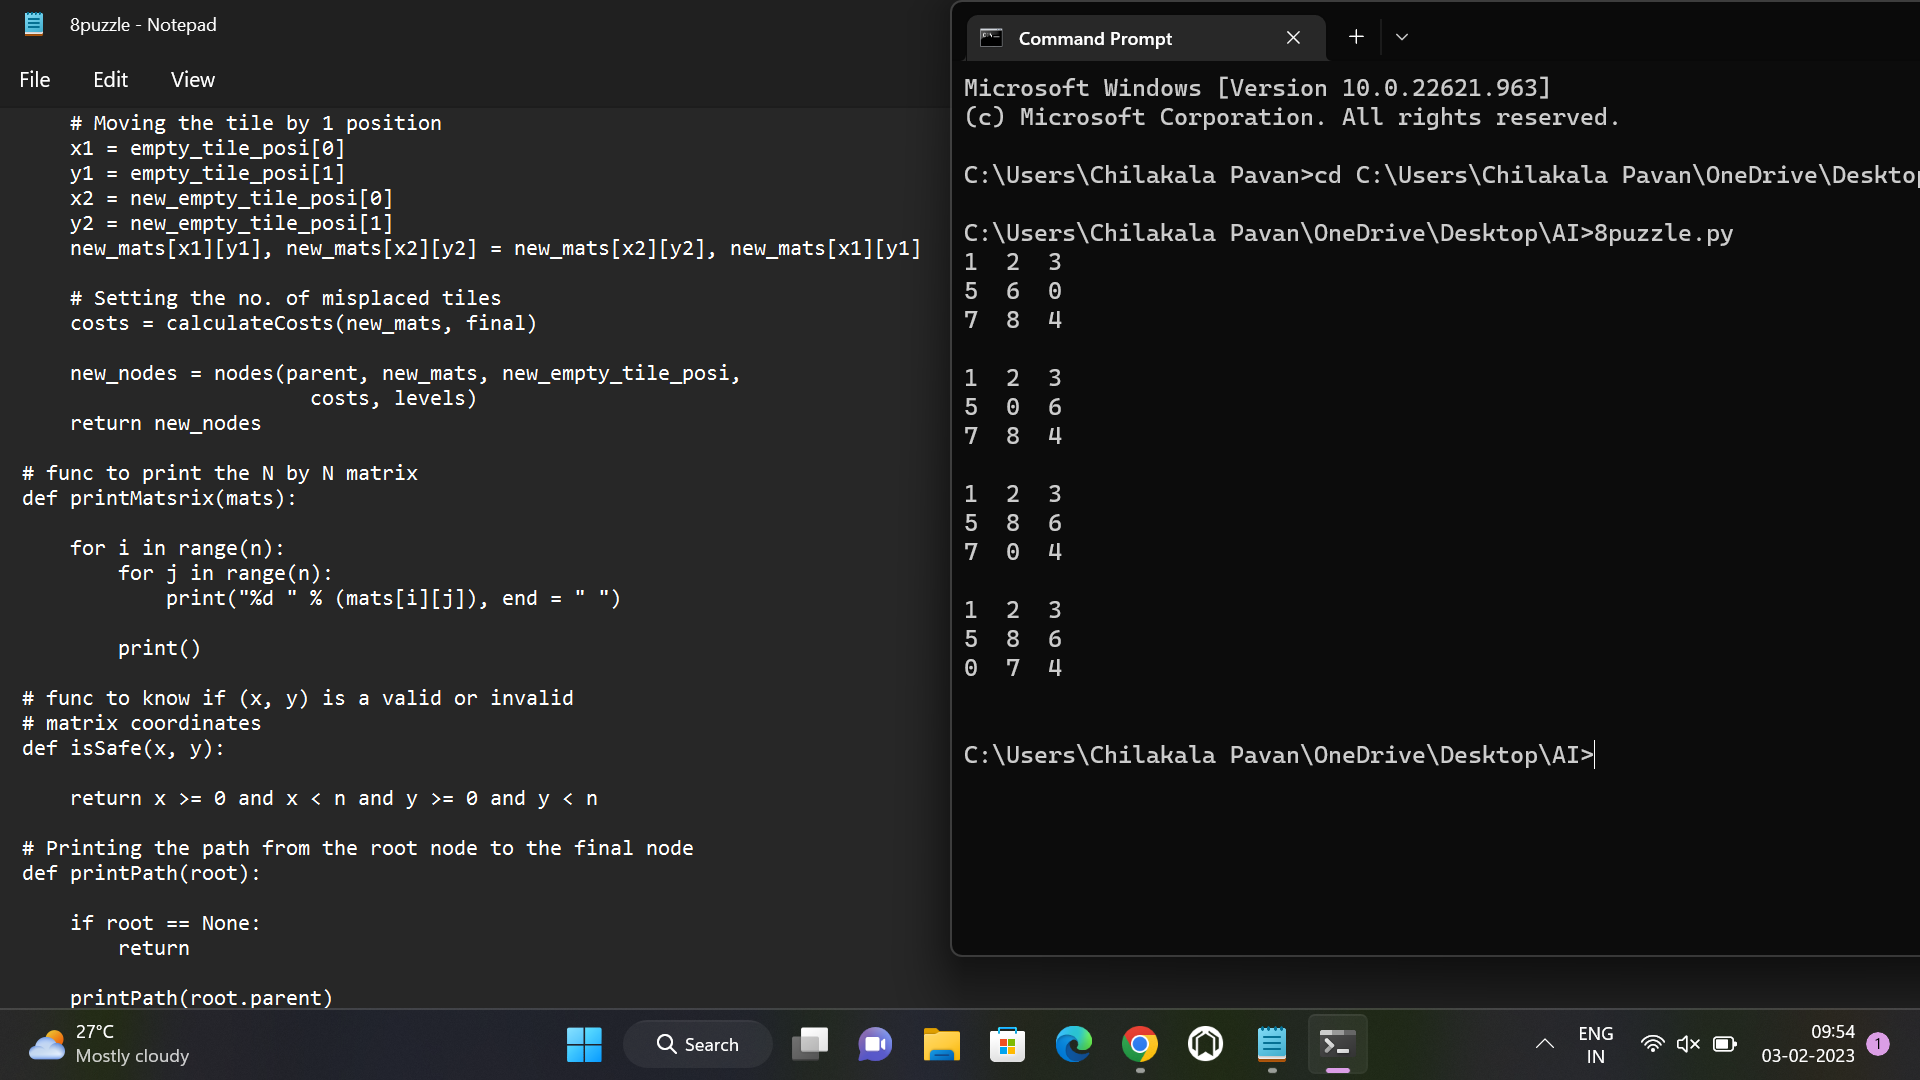 8puzzle - Notepad
File Edit View
    # Moving the tile by 1 position
    x1 = empty_tile_posi[0]
    y1 = empty_tile_posi[1]
    x2 = new_empty_tile_posi[0]
    y2 = new_empty_tile_posi[1]
    new_mats[x1][y1], new_mats[x2][y2] = new_mats[x2][y2], new_mats[x1][y1]
    # Setting the no. of misplaced tiles
    costs = calculateCosts(new_mats, final)
    new_nodes = nodes(parent, new_mats, new_empty_tile_posi,
                        costs, levels)
    return new_nodes
# func to print the N by N matrix
def printMatsrix(mats):
    for i in range(n):
        for j in range(n):
            print("%d " % (mats[i][j]), end = " ")
        print()
# func to know if (x, y) is a valid or invalid
# matrix coordinates
def isSafe(x, y):
    return x >= 0 and x < n and y >= 0 and y < n
# Printing the path from the root node to the final node
def printPath(root):
    if root == None:
        return
    printPath(root.parent)
Command Prompt
Microsoft Windows [Version 10.0.22621.963]
(c) Microsoft Corporation. All rights reserved.
C:\Users\Chilakala Pavan>cd C:\Users\Chilakala Pavan\OneDrive\Deskto
C:\Users\Chilakala Pavan\OneDrive\Desktop\AI>8puzzle.py
1  2  3
5  6  0
7  8  4
1  2  3
5  0  6
7  8  4
1  2  3
5  8  6
7  0  4
1  2  3
5  8  6
0  7  4
C:\Users\Chilakala Pavan\OneDrive\Desktop\AI>
27°C
Mostly cloudy
Search
ENG
IN
09:54
03-02-2023
1